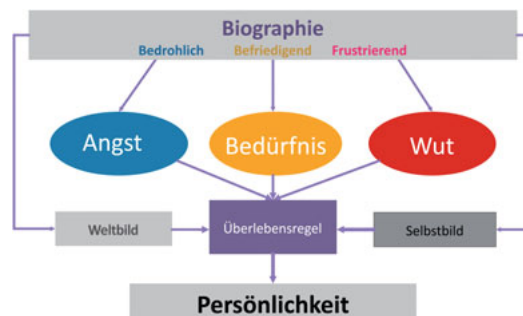 Biographie
Bedrohlich Befriedigend Frustrierend
Angst Bedürfnis Wut
Weltbild Überlebensregel Selbstbild
Persönlichkeit